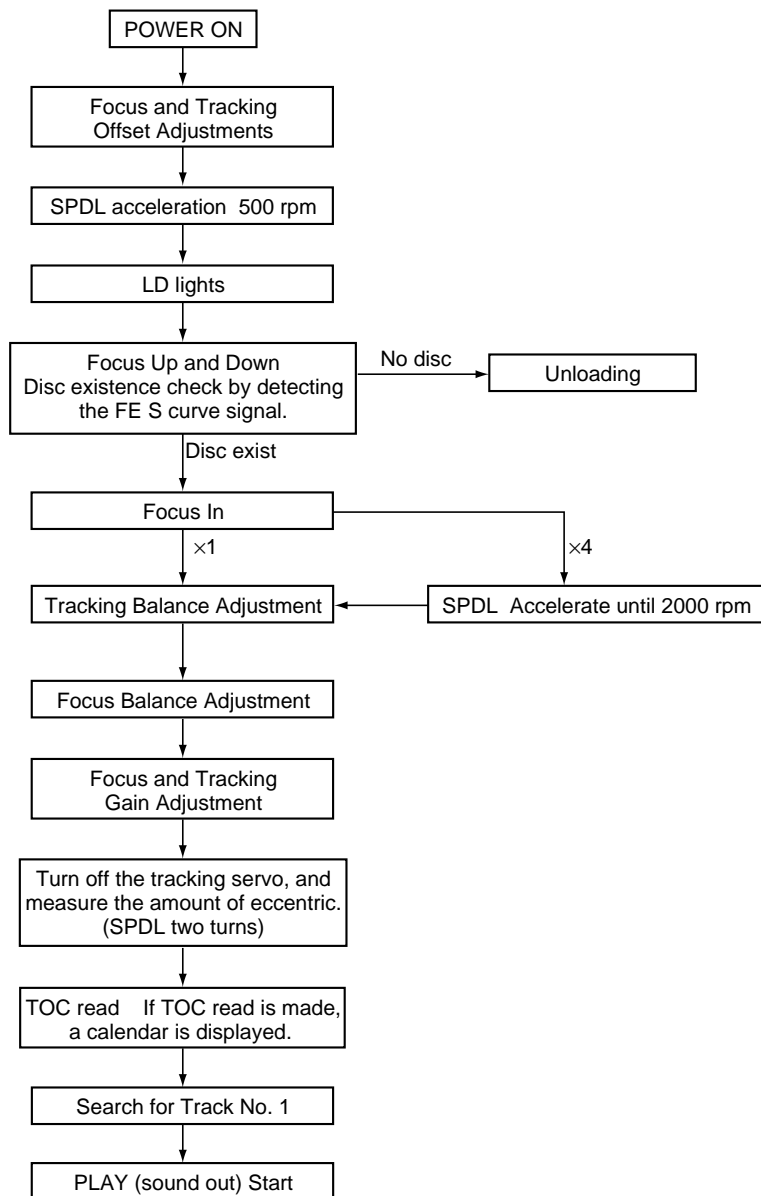 POWER ON
Focus and Tracking
Offset Adjustments
SPDL acceleration 500 rpm
LD lights
Focus Up and Down
Disc existence check by detecting
the FE S curve signal.
No disc
Unloading
Disc exist
Focus In
×1
×4
Tracking Balance Adjustment
SPDL Accelerate until 2000 rpm
Focus Balance Adjustment
Focus and Tracking
Gain Adjustment
Turn off the tracking servo, and
measure the amount of eccentric.
(SPDL two turns)
TOC read If TOC read is made,
a calendar is displayed.
Search for Track No. 1
PLAY (sound out) Start